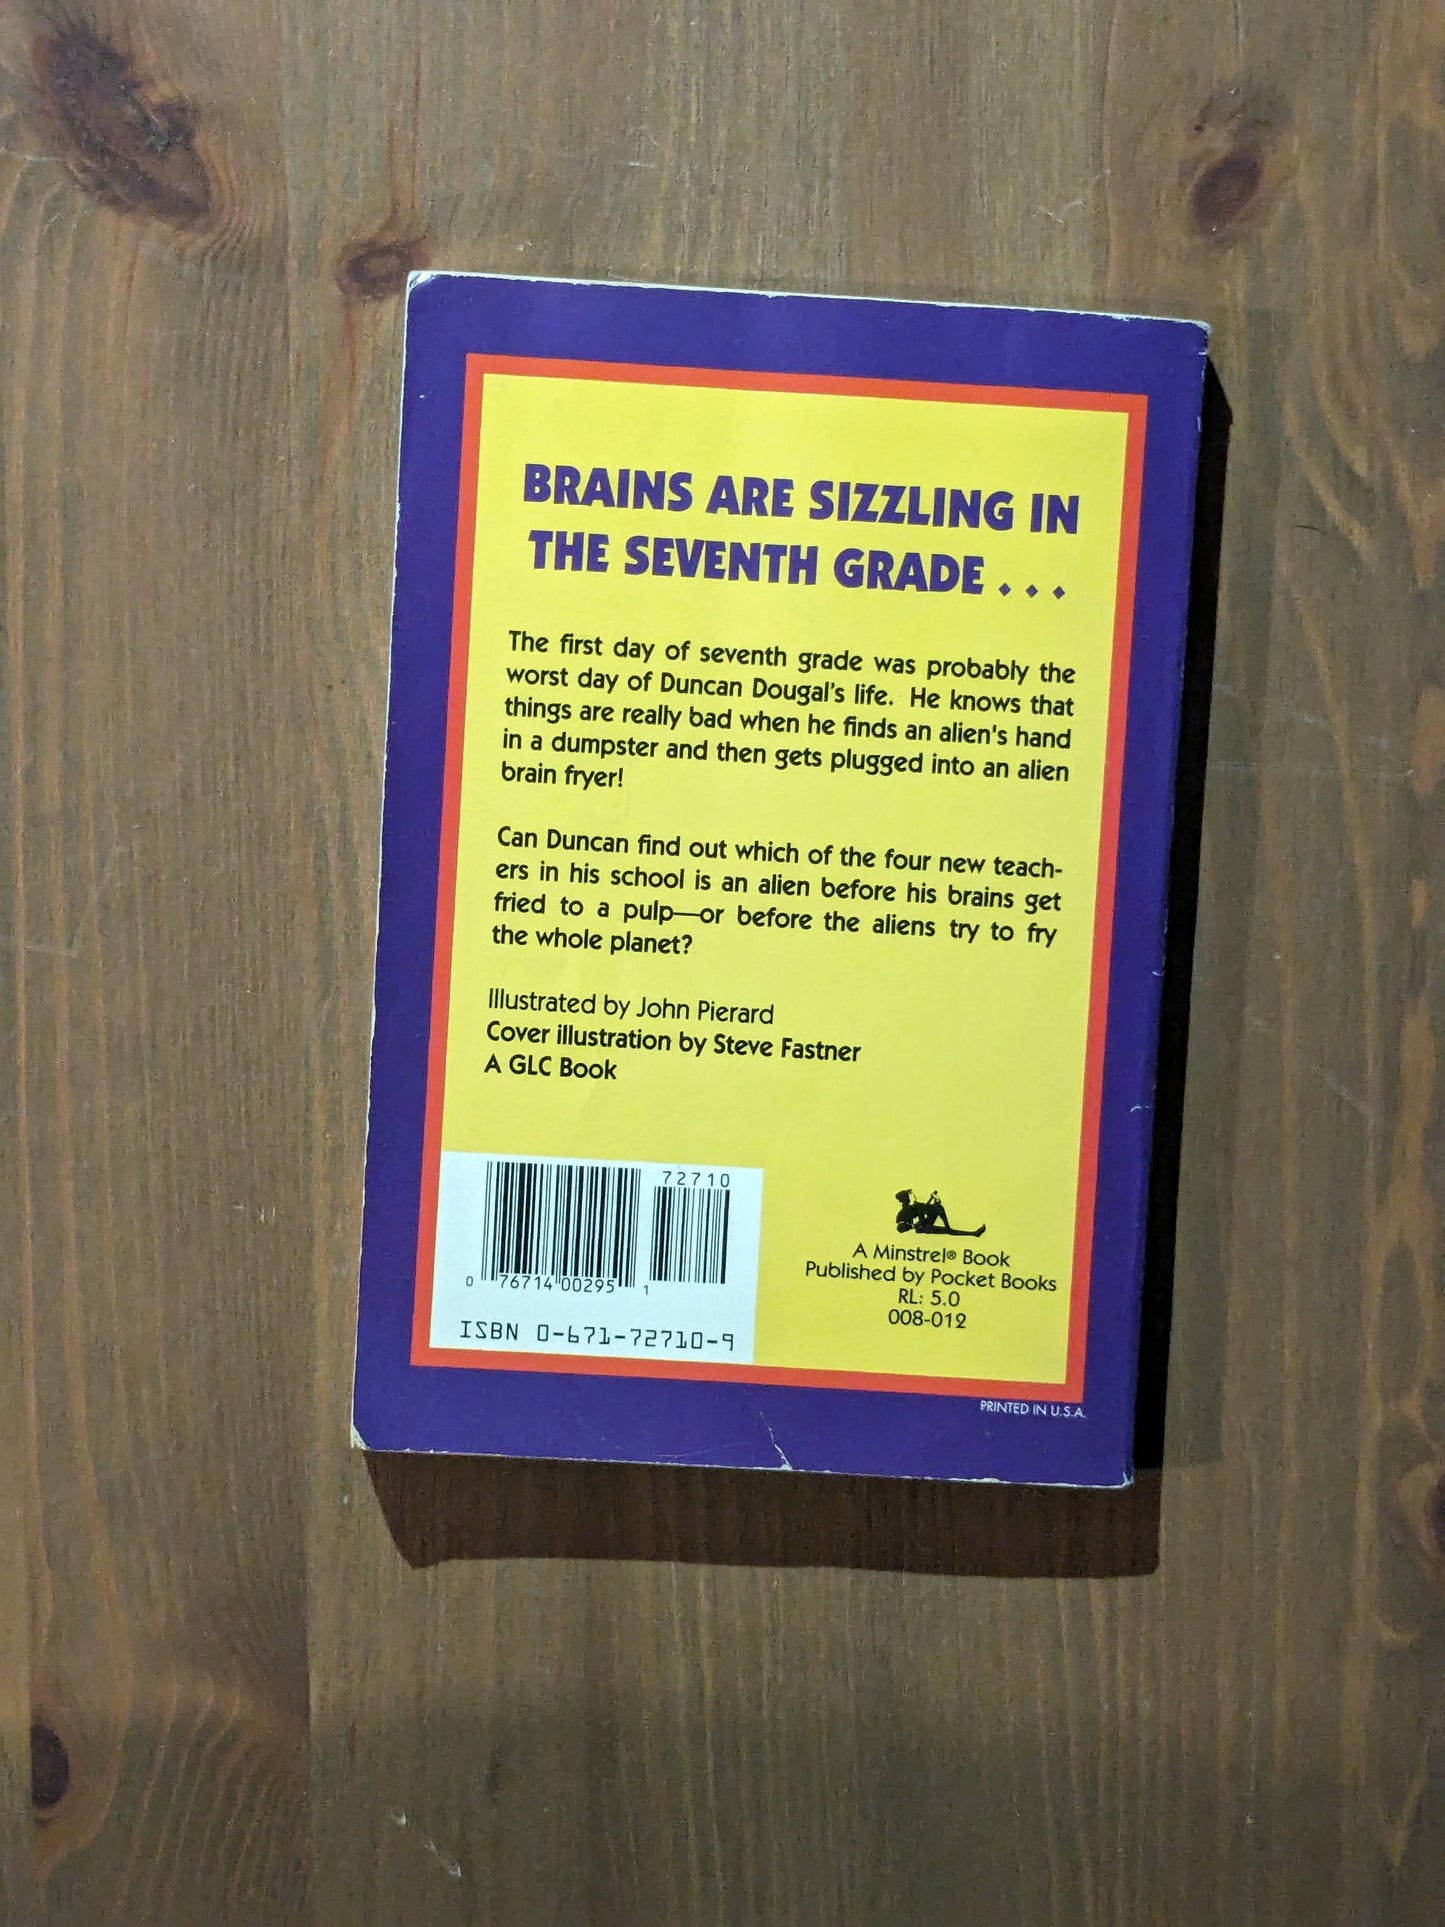 BRAINS ARE SIZZLING IN
THE SEVENTH GRADE . . .
The first day of seventh grade was probably the
worst day of Duncan Dougal's life. He knows that
things are really bad when he finds an alien's hand
in a dumpster and then gets plugged into an alien
brain fryer!
Can Duncan find out which of the four new teach-
ers in his school is an alien before his brains get
fried to a pulp—or before the aliens try to fry
the whole planet?
Illustrated by John Pierard
Cover illustration by Steve Fastner
A GLC Book
72710
0 76714 00295 1
ISBN 0-671-72710-9
A Minstrel® Book
Published by Pocket Books
RL: 5.0
008-012
PRINTED IN U.S.A.